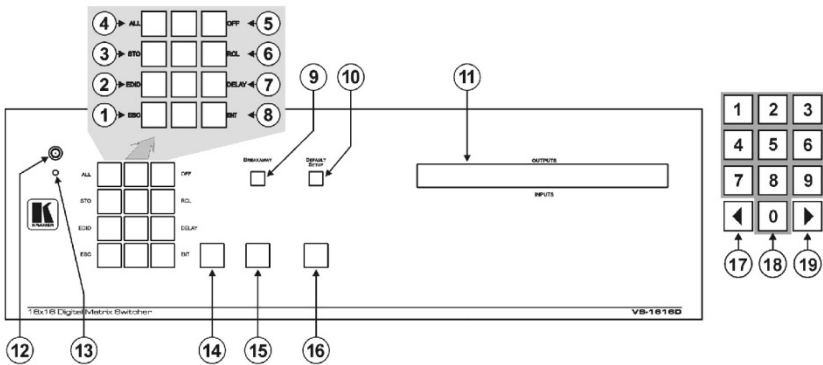 4 ALL OFF 5
3 STO RCL 6
2 EDID DELAY 7
1 ESC ENT 8
9 10 11
12
BREAKAWAY
DEFAULT SETUP
OUTPUTS
INPUTS
ALL OFF
STO RCL
EDID DELAY
ESC ENT
K
KRAMER
16x16 Digital Matrix Switcher
VS-1616D
13 14 15 16
1 2 3
4 5 6
7 8 9
0
17 18 19